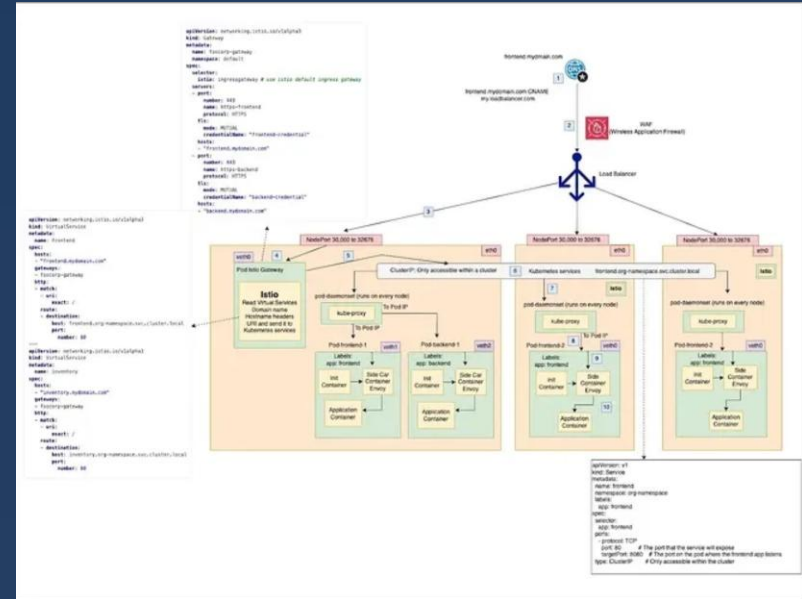 apiVersion: networking.istio.io/v1alpha3
kind: Gateway
metadata:
name: foocorp-gateway
namespace: default
spec:
selector:
istio: ingressgateway # use istio default ingress gateway
servers:
- port:
number: 443
name: https-frontend
protocol: HTTPS
tls:
mode: MUTUAL
credentialName: "frontend-credential"
hosts:
- "frontend.mydomain.com"
- port:
number: 443
name: https-backend
protocol: HTTPS
tls:
mode: MUTUAL
credentialName: "backend-credential"
hosts:
- "backend.mydomain.com"
frontend.mydmain.com
1
frontend.mydomain.com CNAME
my.loadbalancer.com
2
WAF
(Wireless Application Firewall)
Load Balancer
3
apiVersion: networking.istio.io/v1alpha3
kind: VirtualService
metadata:
name: frontend
spec:
hosts:
- "frontend.mydomain.com"
gateways:
- foocorp-gateway
http:
- match:
- uri:
exact: /
route:
- destination:
host: frontend.org-namespace.svc.cluster.local
port:
number: 80
---
apiVersion: networking.istio.io/v1alpha3
kind: VirtualService
metadata:
name: inventory
spec:
hosts:
- "inventory.mydomain.com"
gateways:
- foocorp-gateway
http:
- match:
- uri:
exact: /
route:
- destination:
host: inventory.org-namespace.svc.cluster.local
port:
number: 80
NodePort 30,000 to 32676
NodePort 30,000 to 32676
NodePort 30,000 to 32676
veth0
4
5
eth0
eth0
eth0
Pod Istio Gateway
Istio
Read Virtual Services
Domain name
Hostname headers
URI and send it to
Kubernetes services
ClusterIP: Only accessible within a cluster
6
Kubernetes services
frontend.org-namespace.svc.cluster.local
Istio
7
Istio
pod-daemonset (runs on every node)
kube-proxy
To Pod IP
To Pod IP
pod-daemonset (runs on every node)
kube-proxy
To Pod IP
8
pod-daemonset (runs on every node)
kube-proxy
Pod-frontend-1
veth1
Labels:
app: frontend
Init
Container
Side Car
Container
Envoy
Application
Container
Pod-backend-1
veth2
Labels:
app: backend
Init
Container
Side Car
Container
Envoy
Application
Container
Pod-frontend-2
veth0
Labels:
app: frontend
9
Init
Container
Side
Container
Envoy
10
Application
Container
Pod-frontend-2
veth0
Labels:
app: frontend
Init
Container
Side
Container
Envoy
Application
Container
apiVersion: v1
kind: Service
metadata:
name: frontend
namespace: org-namespace
labels:
app: frontend
spec:
selector:
app: frontend
ports:
- protocol: TCP
port: 80 # The port that the service will expose
targetPort: 8080 # The port on the pod where the frontend app listens
type: ClusterIP # Only accessible within the cluster